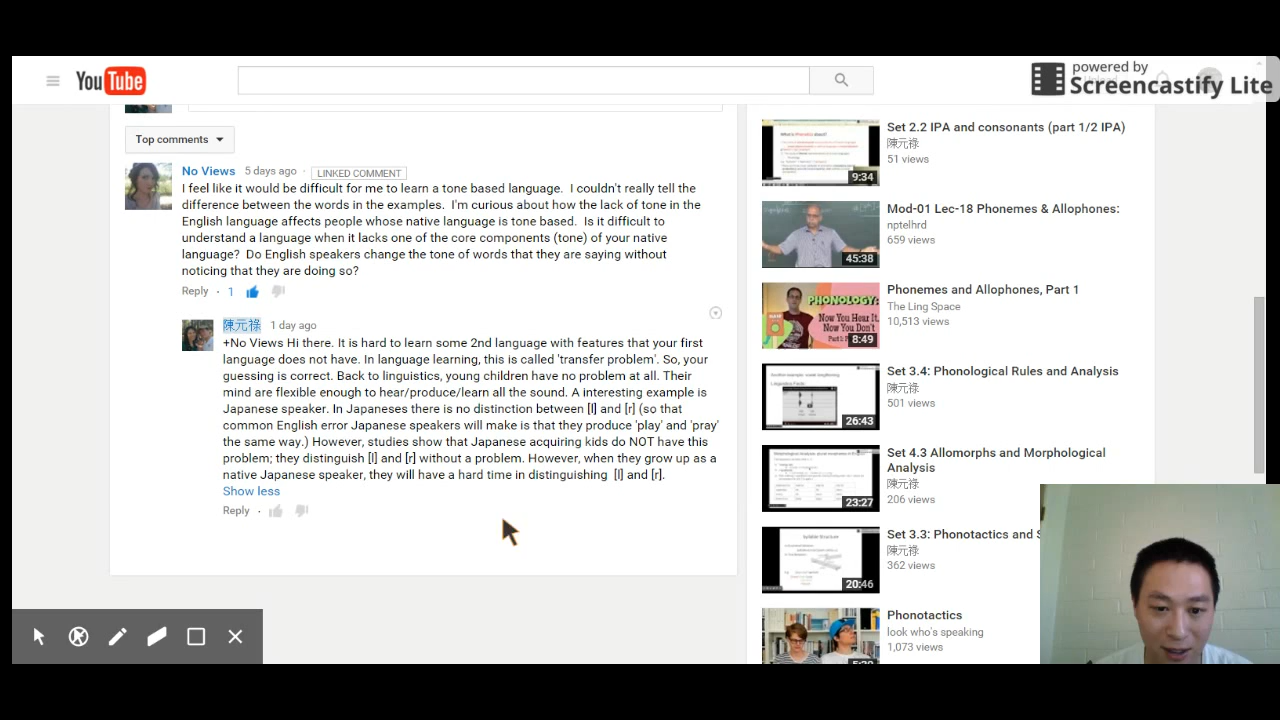 powered by
Screencastify Lite
YouTube
Top comments
No Views 5 days ago · LINKED COMMENT
I feel like it would be difficult for me to learn a tone based language. I couldn't really tell the
difference between the words in the examples. I'm curious about how the lack of tone in the
English language affects people whose native language is tone based. Is it difficult to
understand a language when it lacks one of the core components (tone) of your native
language? Do English speakers change the tone of words that they are saying without
noticing that they are doing so?
Reply · 1
陳元祿 1 day ago
+No Views Hi there. It is hard to learn some 2nd language with features that your first
language does not have. In language learning, this is called 'transfer problem'. So, your
guessing is correct. Back to linguistics, young children have no problem at all. Their
mind are flexible enough to hear/produce/learn all the sound. A interesting example is
Japanese speaker. In Japaneses there is no distinction between [l] and [r] (so that
common English error Japanese speakers will make is that they produce 'play' and 'pray'
the same way.) However, studies show that Japanese acquiring kids do NOT have this
problem; they distinguish [l] and [r] without a problem. However, when they grow up as a
native Japanese speaker, they will have a hard time in distinguishing [l] and [r].
Show less
Reply ·
9:34
Set 2.2 IPA and consonants (part 1/2 IPA)
陳元祿
51 views
45:38
Mod-01 Lec-18 Phonemes & Allophones:
nptelhrd
659 views
PHONOLOGY:
Now You Hear It,
Now You Don't
8:49
Phonemes and Allophones, Part 1
The Ling Space
10,513 views
26:43
Set 3.4: Phonological Rules and Analysis
陳元祿
501 views
23:27
Set 4.3 Allomorphs and Morphological
Analysis
陳元祿
206 views
Syllable Structure
20:46
Set 3.3: Phonotactics and S
陳元祿
362 views
Phonotactics
look who's speaking
1,073 views